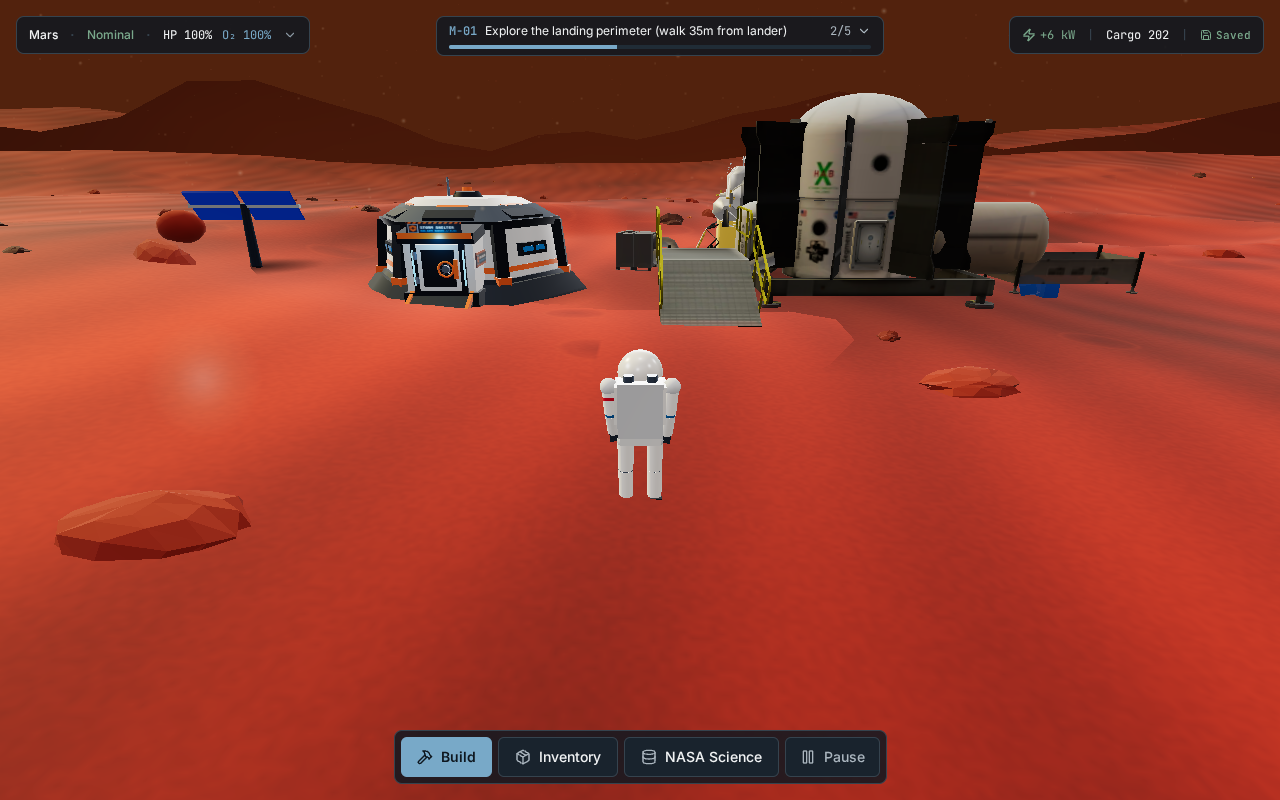 Mars · Nominal · HP 100% O₂ 100%
M-01 Explore the landing perimeter (walk 35m from lander) 2/5
+6 kW | Cargo 202 | Saved
Build
Inventory
NASA Science
Pause